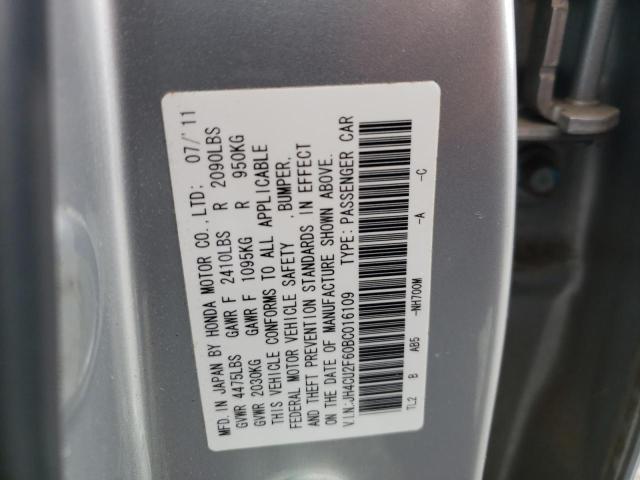 MFD. IN JAPAN BY HONDA MOTOR CO., LTD: 07/'11
GVWR 4475LBS GAWR F 2410LBS R 2090LBS
GVWR 2030KG GAWR F 1095KG R 950KG
THIS VEHICLE CONFORMS TO ALL APPLICABLE
FEDERAL MOTOR VEHICLE SAFETY , BUMPER,
AND THEFT PREVENTION STANDARDS IN EFFECT
ON THE DATE OF MANUFACTURE SHOWN ABOVE.
V.I.N.:JH4CU2F60BC016109 TYPE: PASSENGER CAR
TL2 B AB5 -NH700M -A -C